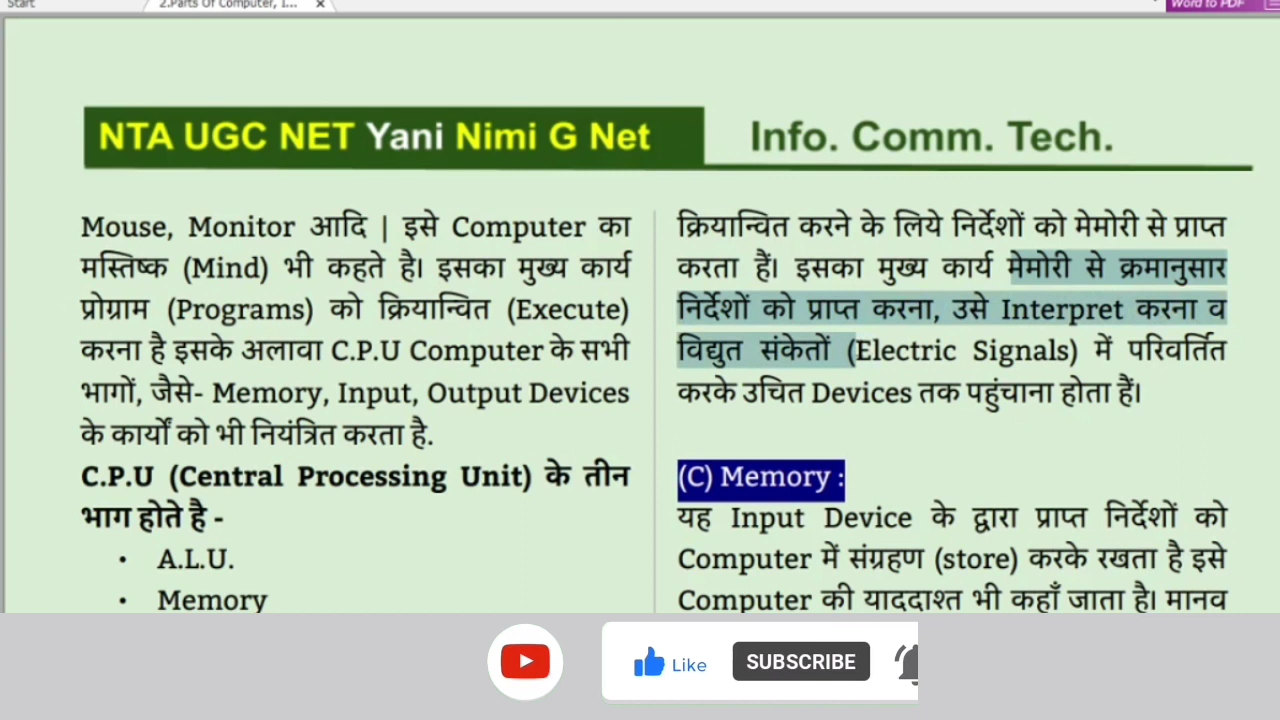 Start
2.Parts Of Computer, I...
Word to PDF
NTA UGC NET Yani Nimi G Net
Info. Comm. Tech.
Mouse, Monitor आदि | इसे Computer का
मस्तिष्क (Mind) भी कहते है। इसका मुख्य कार्य
प्रोग्राम (Programs) को क्रियान्वित (Execute)
करना है इसके अलावा C.P.U Computer के सभी
भागों, जैसे- Memory, Input, Output Devices
के कार्यों को भी नियंत्रित करता है.
C.P.U (Central Processing Unit) के तीन
भाग होते है -
• A.L.U.
• Memory
क्रियान्वित करने के लिये निर्देशों को मेमोरी से प्राप्त
करता हैं। इसका मुख्य कार्य मेमोरी से क्रमानुसार
निर्देशों को प्राप्त करना, उसे Interpret करना व
विद्युत संकेतों (Electric Signals) में परिवर्तित
करके उचित Devices तक पहुंचाना होता हैं।
(C) Memory :
यह Input Device के द्वारा प्राप्त निर्देशों को
Computer में संग्रहण (store) करके रखता है इसे
Computer की याददाश्त भी कहाँ जाता है। मानव
Like
SUBSCRIBE